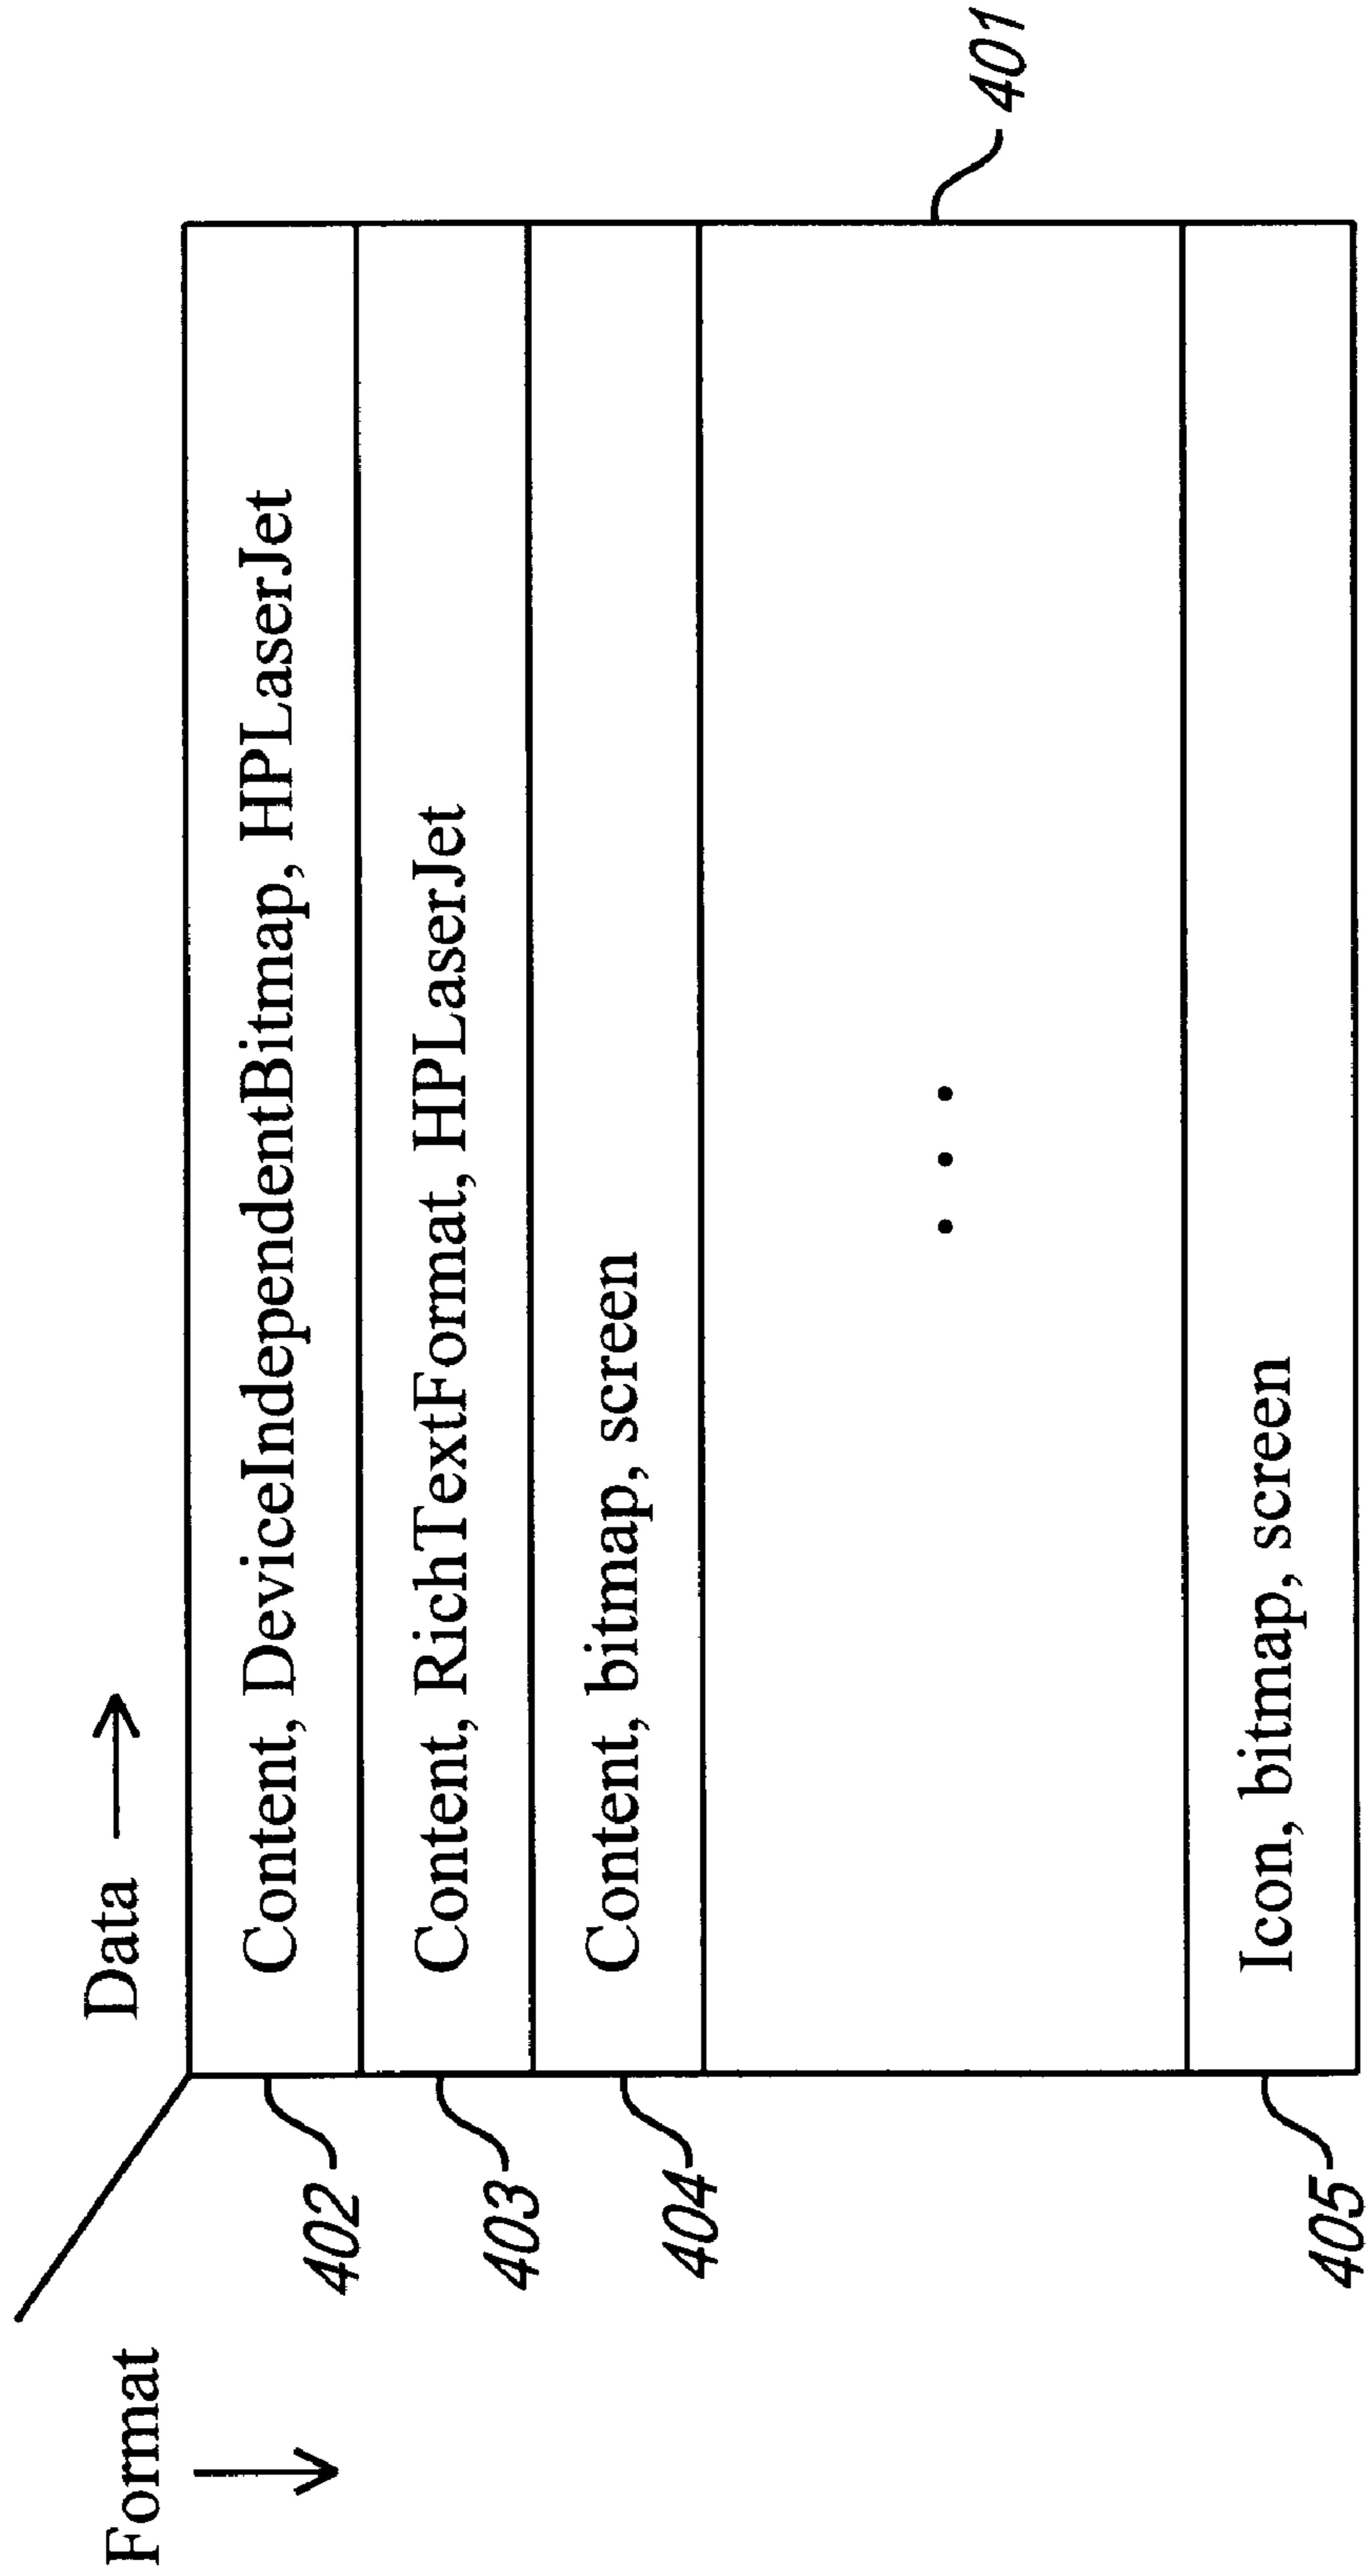 Data
Format
402
Content, DeviceIndependentBitmap, HPLaserJet
403
Content, RichTextFormat, HPLaserJet
404
Content, bitmap, screen
. . .
401
405
Icon, bitmap, screen